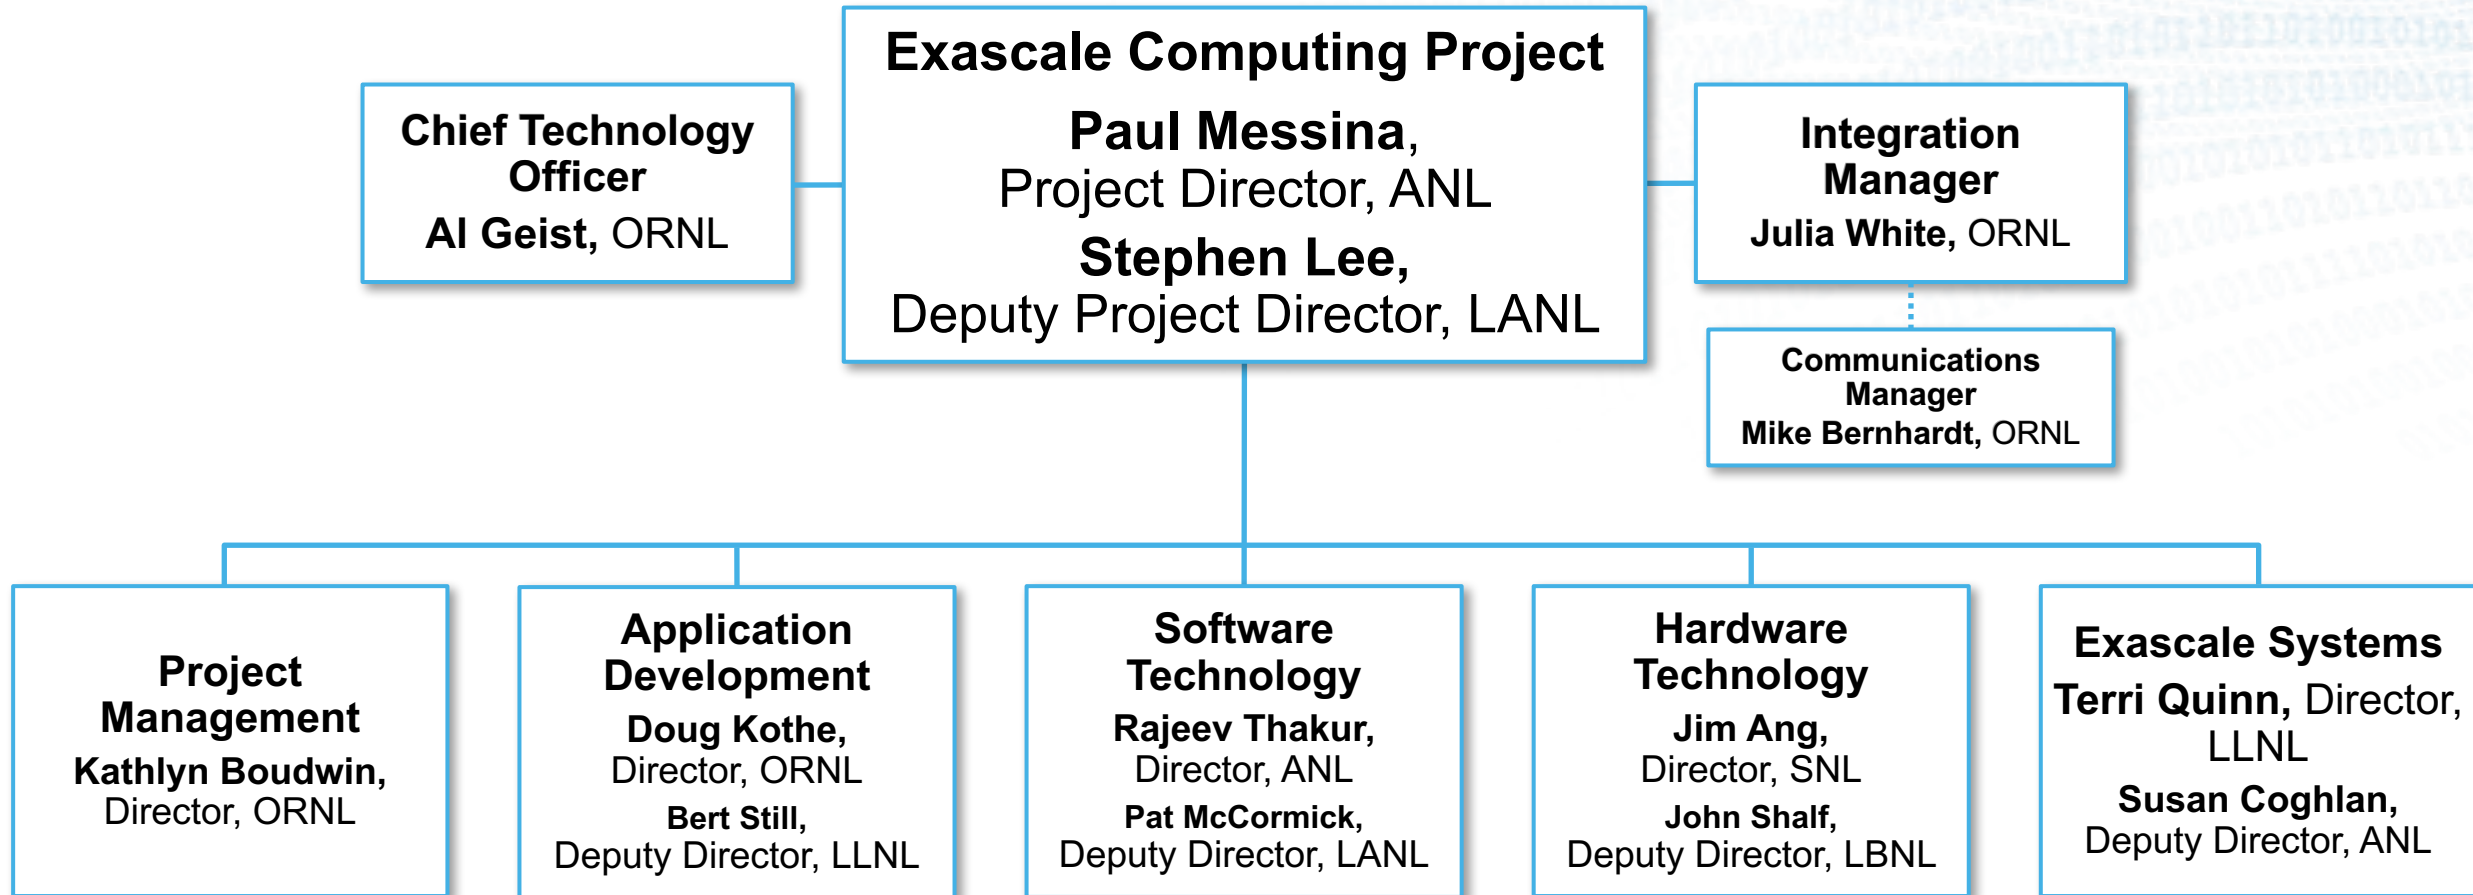 Exascale Computing Project
Paul Messina,
Project Director, ANL
Stephen Lee,
Deputy Project Director, LANL
Chief Technology
Officer
Al Geist, ORNL
Integration
Manager
Julia White, ORNL
Communications
Manager
Mike Bernhardt, ORNL
Project
Management
Kathlyn Boudwin,
Director, ORNL
Application
Development
Doug Kothe,
Director, ORNL
Bert Still,
Deputy Director, LLNL
Software
Technology
Rajeev Thakur,
Director, ANL
Pat McCormick,
Deputy Director, LANL
Hardware
Technology
Jim Ang,
Director, SNL
John Shalf,
Deputy Director, LBNL
Exascale Systems
Terri Quinn, Director,
LLNL
Susan Coghlan,
Deputy Director, ANL